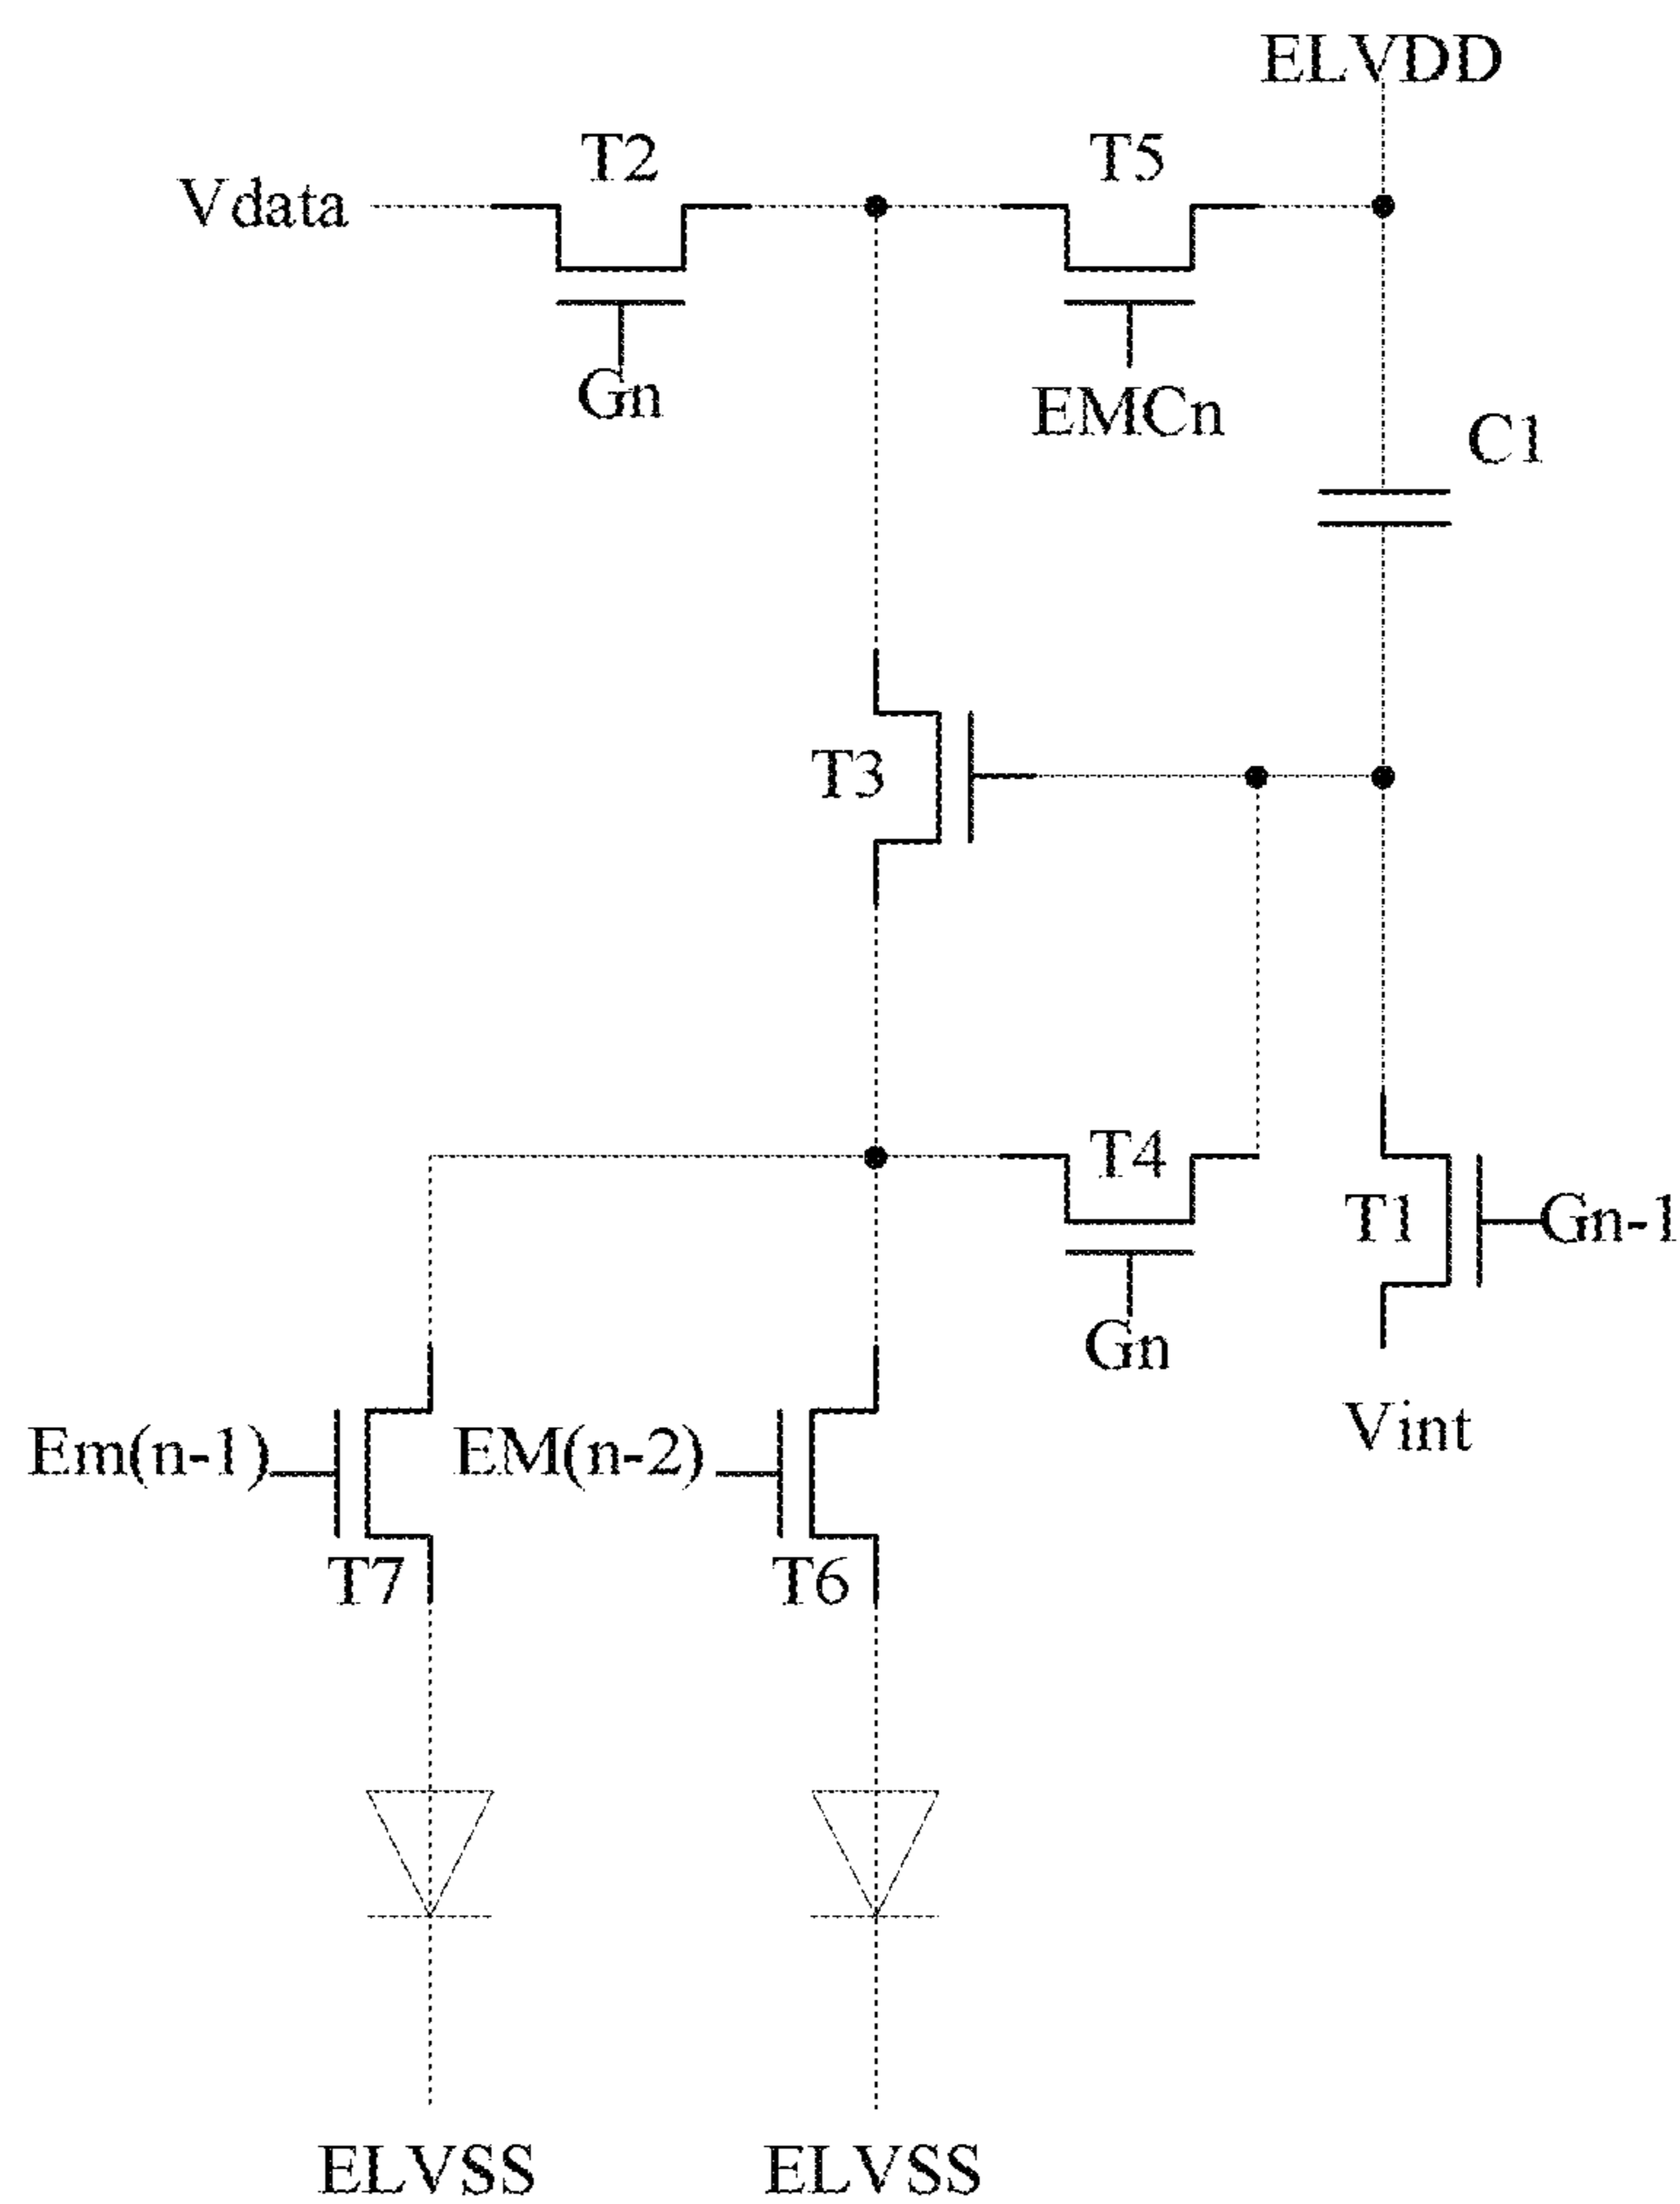 ELVDD
T2
T5
Vdata
Gn
EMCn
C1
T3
T4
T1
Gn-1
Gn
Vint
Em(n-1)
EM(n-2)
T7
T6
ELVSS
ELVSS